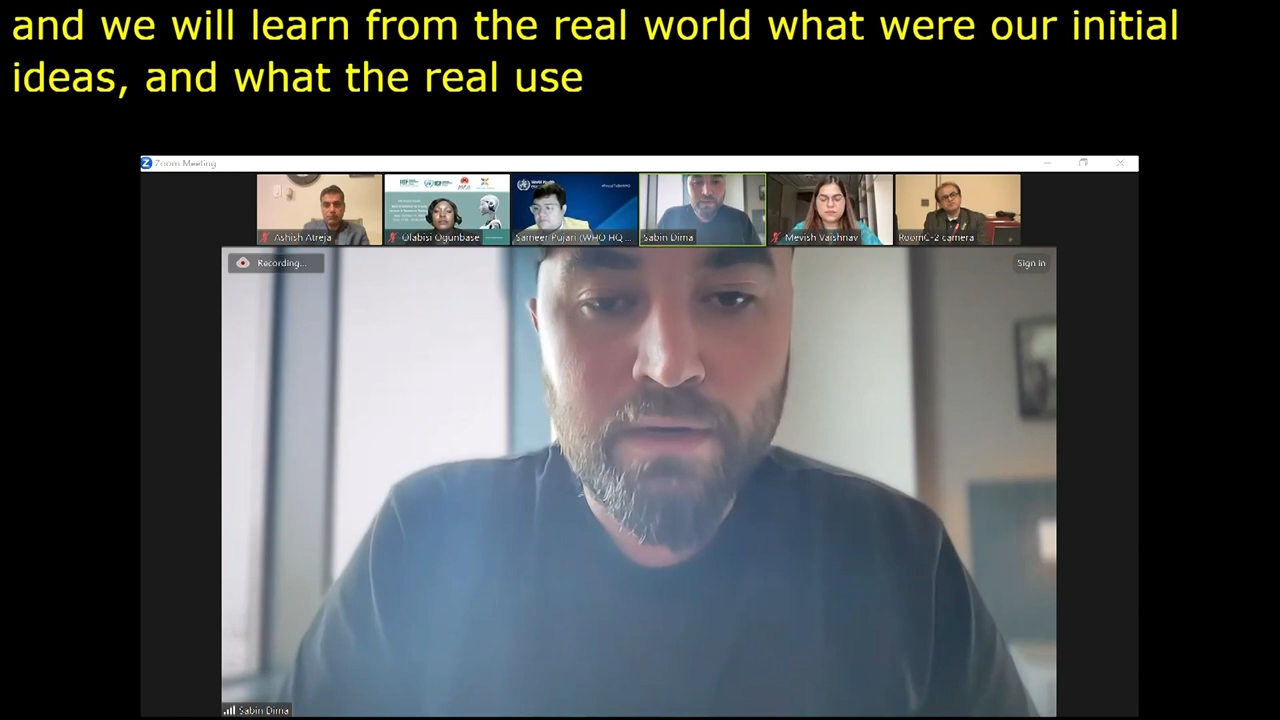 and we will learn from the real world what were our initial
ideas, and what the real use
Zoom Meeting
Ashish Atreja
Olabisi Ogunbase
Sameer Pujari (WHO HQ ...
Sabin Dima
Mevish Vaishnav
RoomC-2 camera
Recording...
Sign in
Sabin Dima